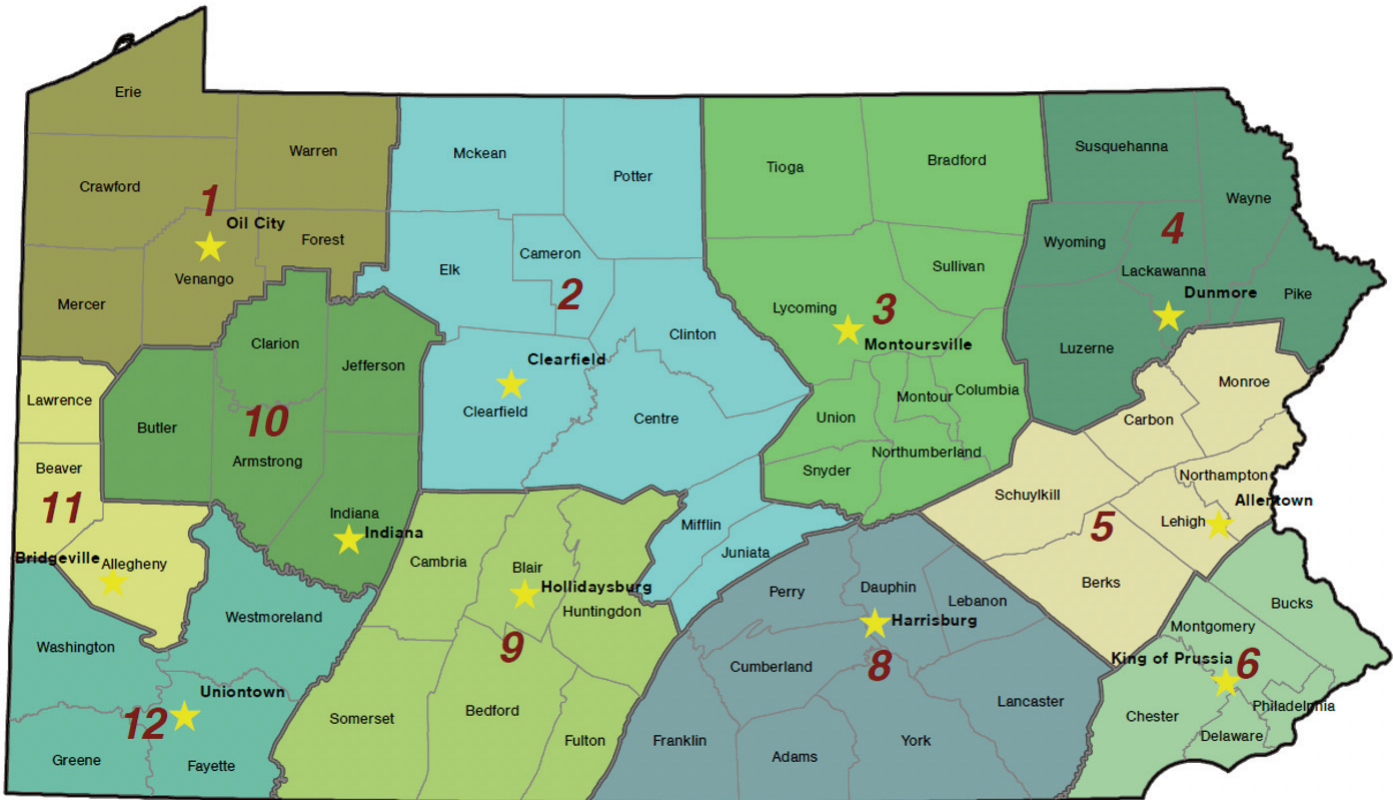 Erie
Warren
Mckean
Potter
Tioga
Bradford
Susquehanna
Wayne
Crawford
1
Oil City
Forest
Venango
Mercer
Elk
Cameron
2
Clinton
Sullivan
Lycoming
3
Montoursville
Wyoming
4
Lackawanna
Dunmore
Pike
Luzerne
Clarion
Jefferson
Clearfield
Clearfield
Centre
Union
Montour
Columbia
Northumberland
Snyder
Monroe
Carbon
Northampton
Allentown
Lehigh
Schuylkill
5
Berks
Lawrence
Beaver
11
Bridgeville
Allegheny
Butler
10
Armstrong
Indiana
Indiana
Mifflin
Juniata
Cambria
Blair
Hollidaysburg
Huntingdon
9
Somerset
Bedford
Fulton
Perry
Dauphin
Lebanon
Harrisburg
Cumberland
8
Lancaster
Franklin
Adams
York
Bucks
Montgomery
King of Prussia
6
Chester
Philadelphia
Delaware
Washington
Westmoreland
Uniontown
12
Greene
Fayette